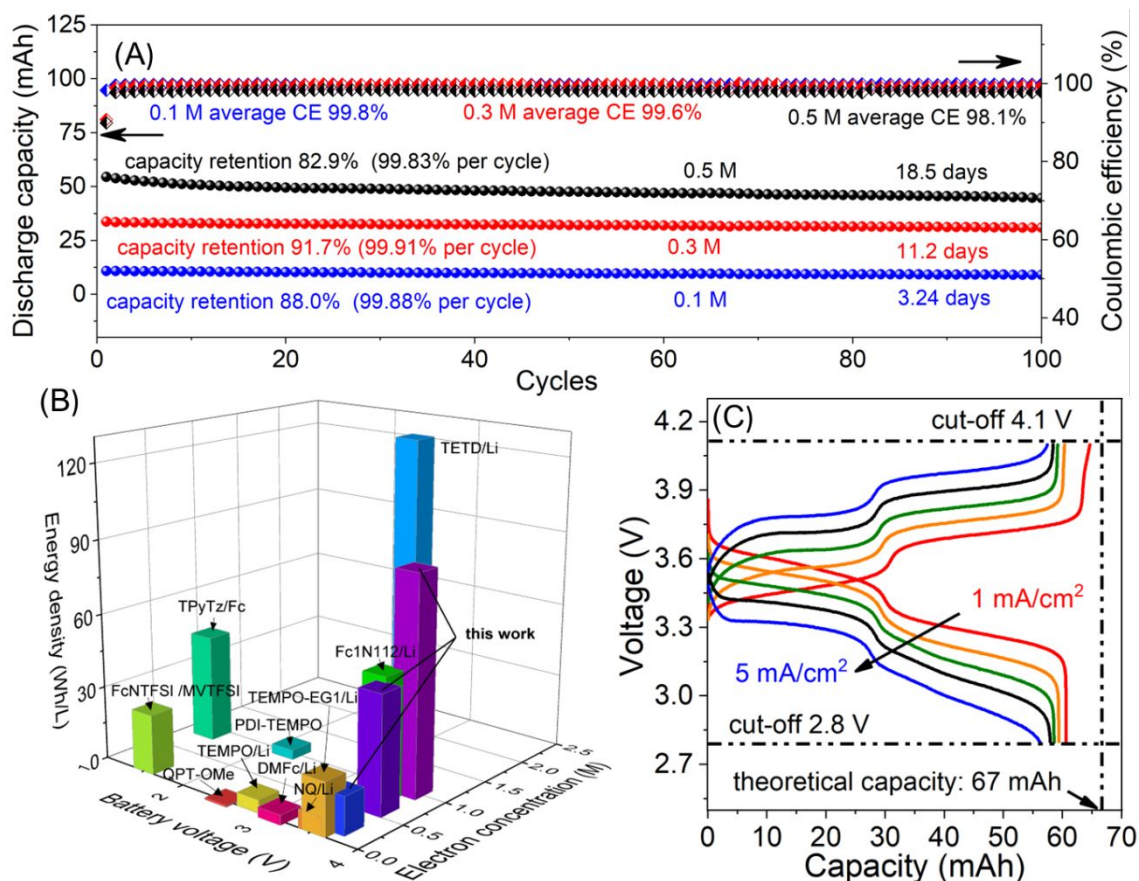 (A)
Discharge capacity (mAh)
125
100
75
50
25
0
0.1 M average CE 99.8%
0.3 M average CE 99.6%
0.5 M average CE 98.1%
capacity retention 82.9% (99.83% per cycle)
0.5 M
18.5 days
capacity retention 91.7% (99.91% per cycle)
0.3 M
11.2 days
capacity retention 88.0% (99.88% per cycle)
0.1 M
3.24 days
100
80
60
40
Coulombic efficiency (%)
0 20 40 60 80 100
Cycles
(B)
Energy density (Wh/L)
120
90
60
30
0
TETD/Li
this work
TPyTz/Fc
Fc1N112/Li
FcNTFSI /MVTFSI
TEMPO-EG1/Li
PDI-TEMPO
TEMPO/Li
DMFc/Li
QPT-OMe
NQ/Li
2
3
4
Battery voltage (V)
0.0
0.5
1.0
1.5
2.0
2.5
Electron concentration (M)
(C)
Voltage (V)
4.2
3.9
3.6
3.3
3.0
2.7
cut-off 4.1 V
1 mA/cm2
5 mA/cm2
cut-off 2.8 V
theoretical capacity: 67 mAh
0 10 20 30 40 50 60 70
Capacity (mAh)